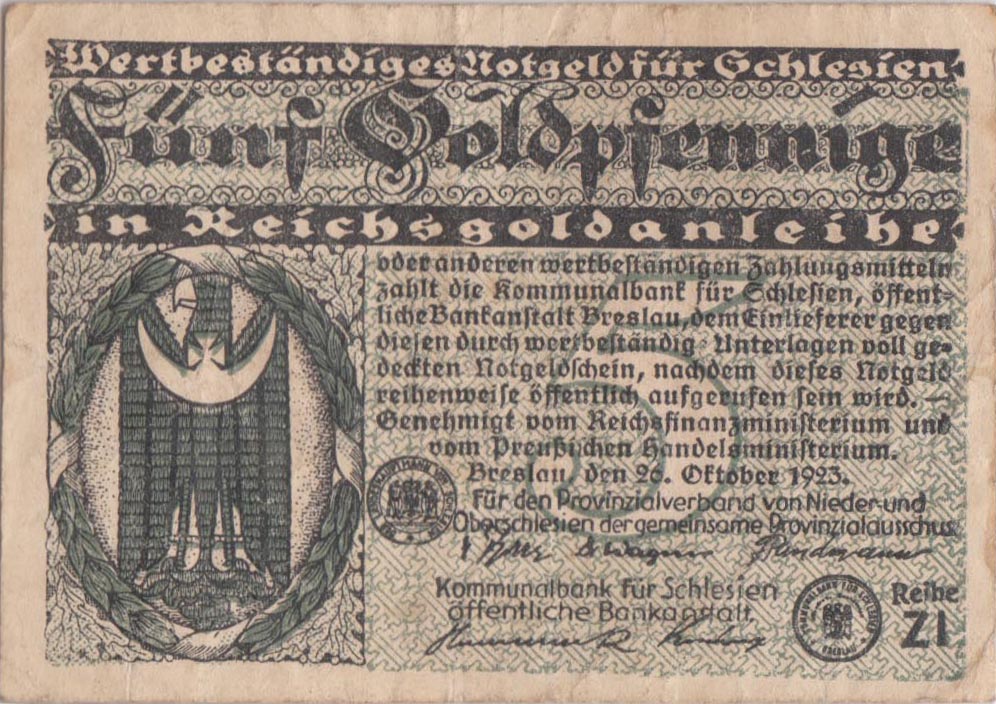 Wertbeständiges Notgeld für Schlesien
Fünf Goldpfennige
in Reichsgoldanleihe
oder anderen wertbeständigen Zahlungsmitteln
zahlt die Kommunalbank für Schlesien, öffent-
liche Bankanstalt Breslau, dem Einlieferer gegen
diesen durch wertbeständig Unterlagen voll ge-
deckten Notgeldschein, nachdem dieses Notgeld
reihenweise öffentlich aufgerufen sein wird. —
Genehmigt vom Reichsfinanzministerium und
vom Preußischen Handelsministerium.
Breslau den 26. Oktober 1923.
Für den Provinzialverband von Nieder-und
Oberschlesien der gemeinsame Provinzialausschus
Kommunalbank für Schlesien
öffentliche Bankanstalt.
5
Reihe
ZI